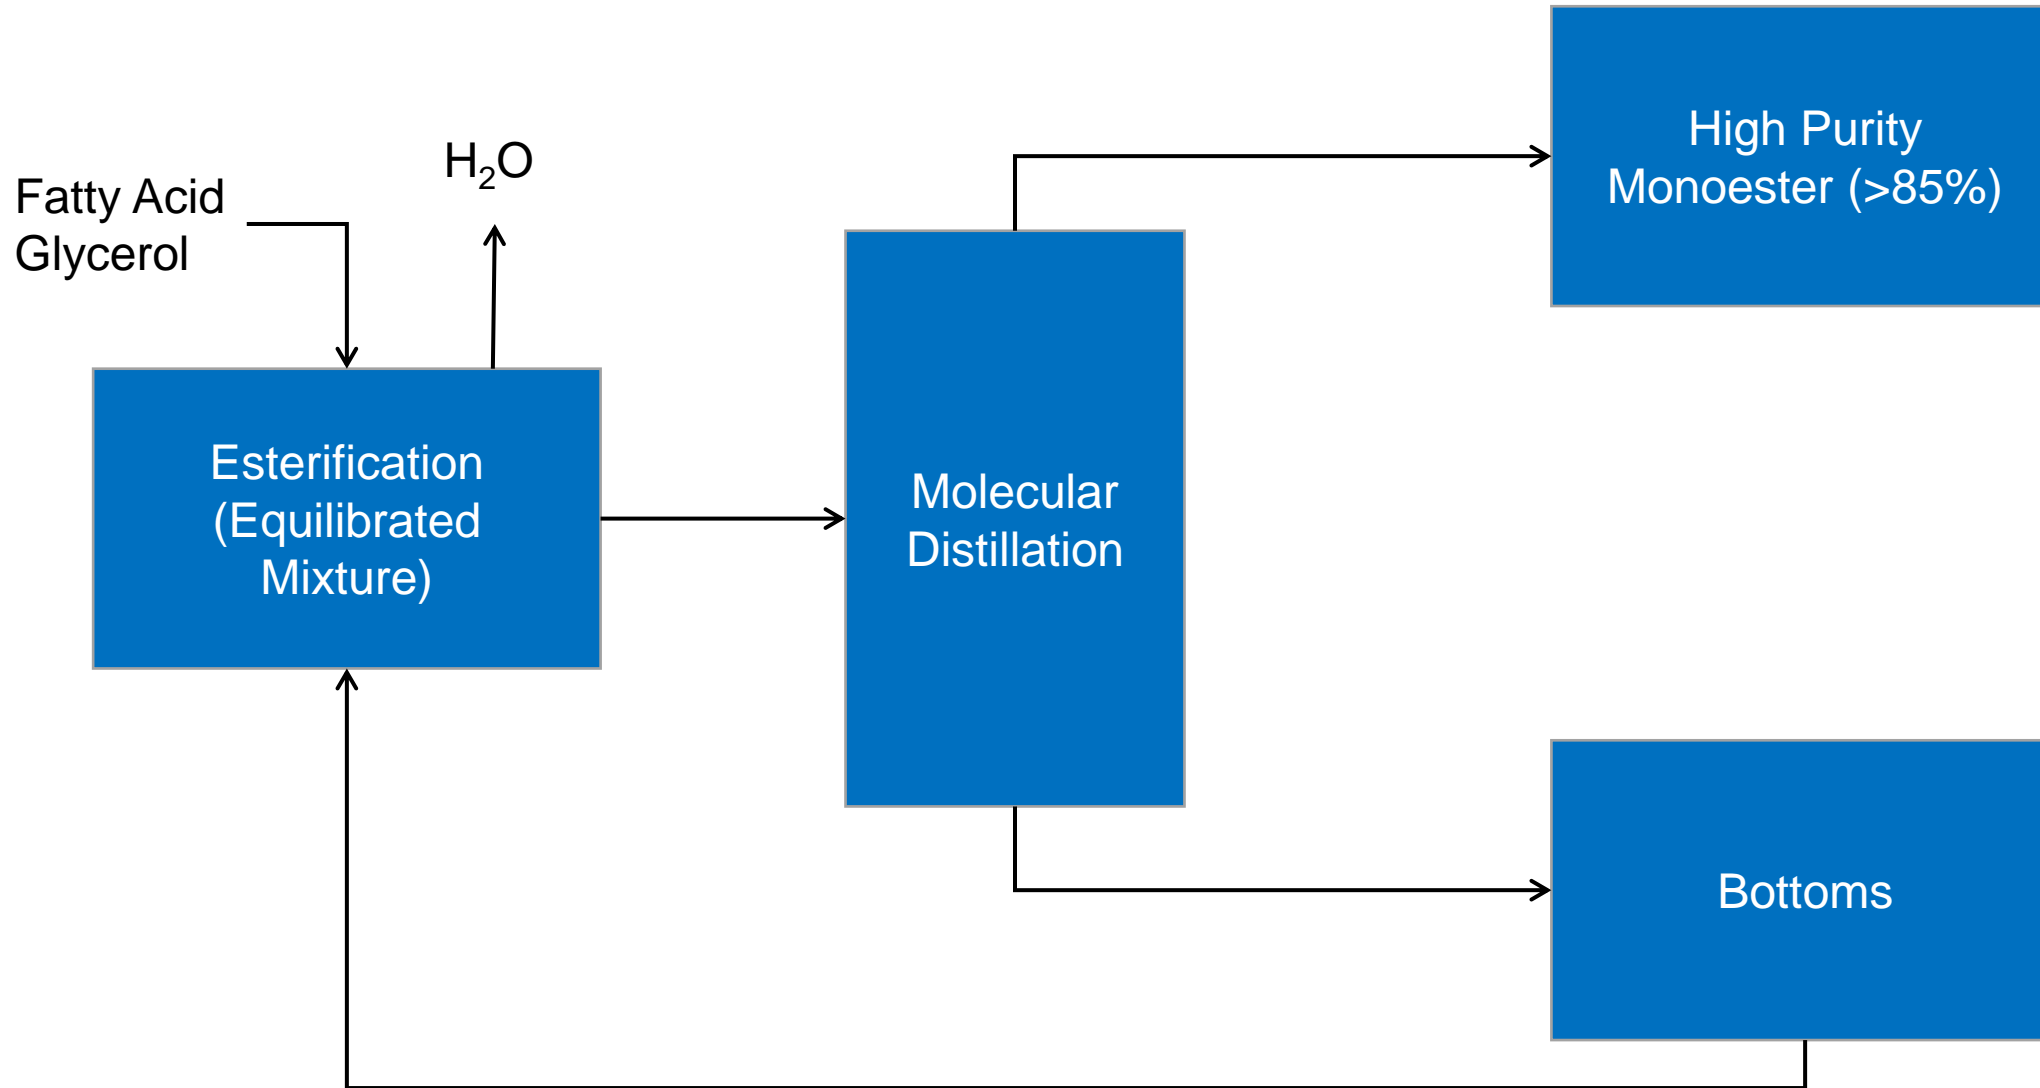 Fatty Acid
Glycerol
H₂O
Esterification
(Equilibrated
Mixture)
Molecular
Distillation
High Purity
Monoester (>85%)
Bottoms